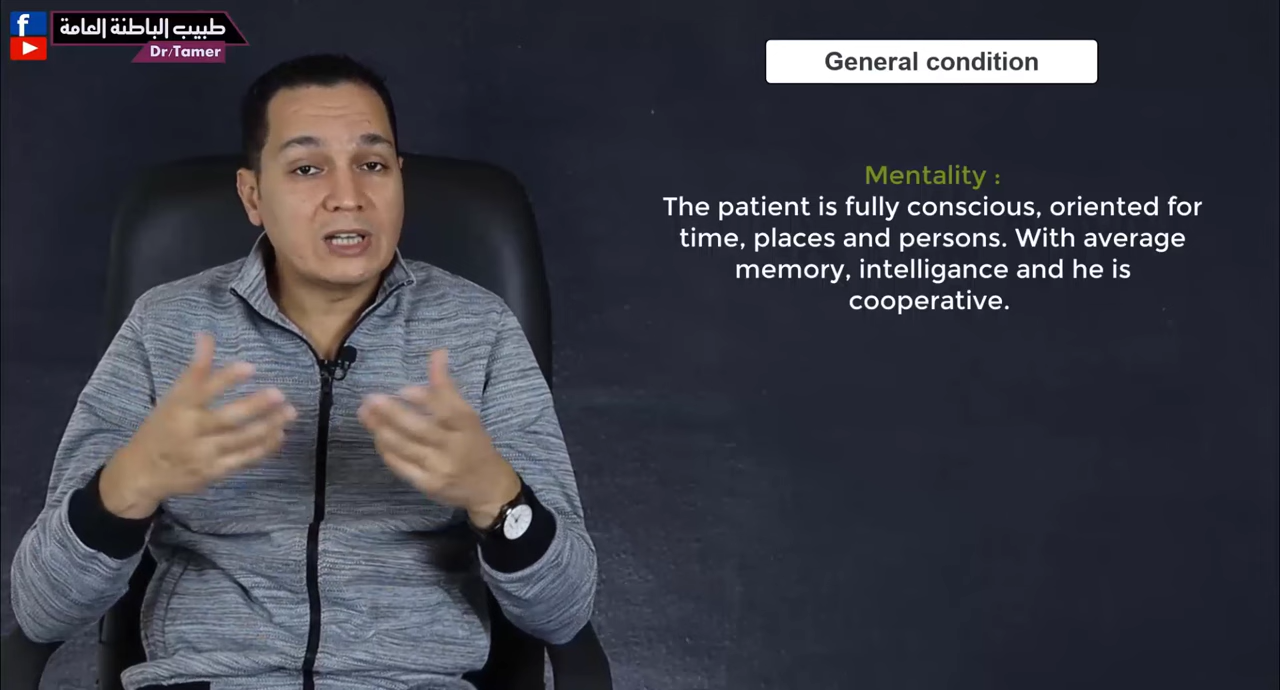 f
طبيب الباطنة العامة
Dr/Tamer
General condition
Mentality :
The patient is fully conscious, oriented for
time, places and persons. With average
memory, intelligance and he is
cooperative.